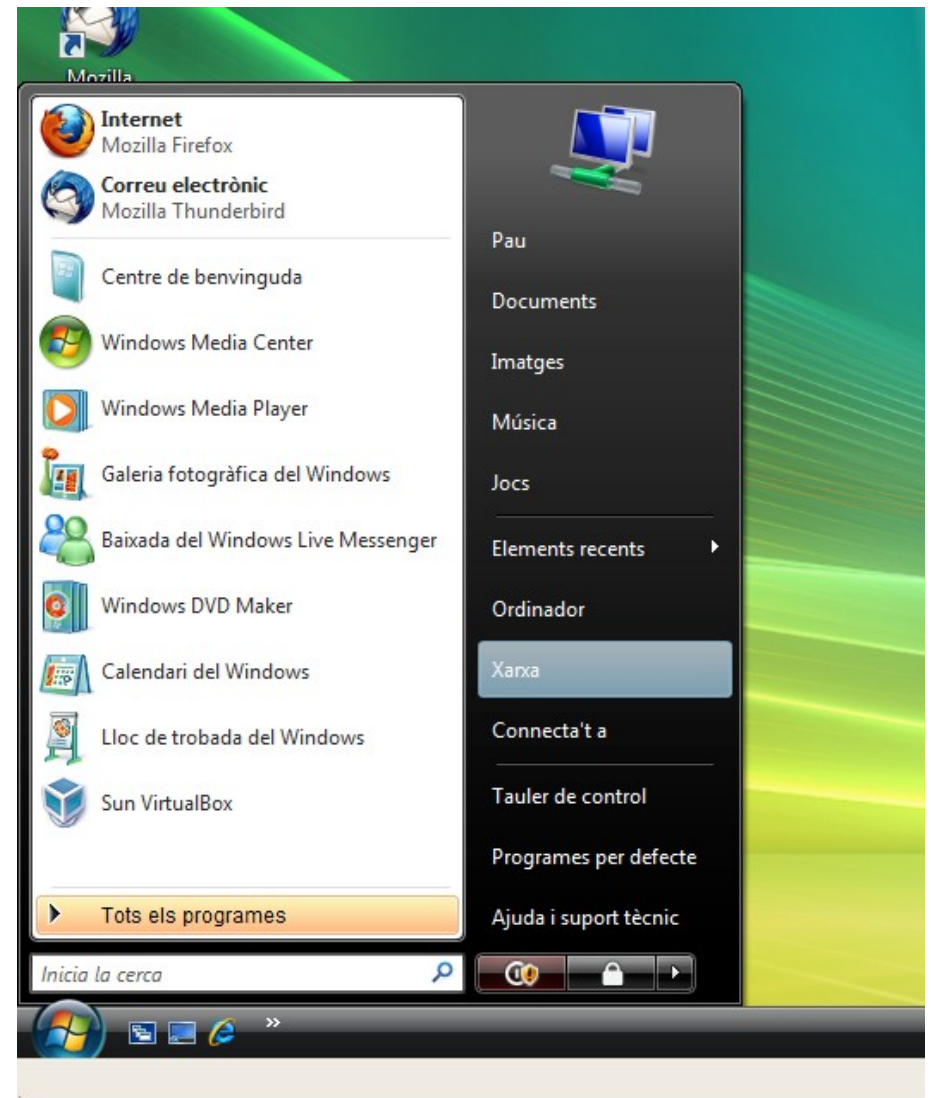 Mozilla
Internet
Mozilla Firefox
Correu electrònic
Mozilla Thunderbird
Centre de benvinguda
Windows Media Center
Windows Media Player
Galeria fotogràfica del Windows
Baixada del Windows Live Messenger
Windows DVD Maker
Calendari del Windows
Lloc de trobada del Windows
Sun VirtualBox
Tots els programes
Inicia la cerca
Pau
Documents
Imatges
Música
Jocs
Elements recents
Ordinador
Xarxa
Connecta't a
Tauler de control
Programes per defecte
Ajuda i suport tècnic